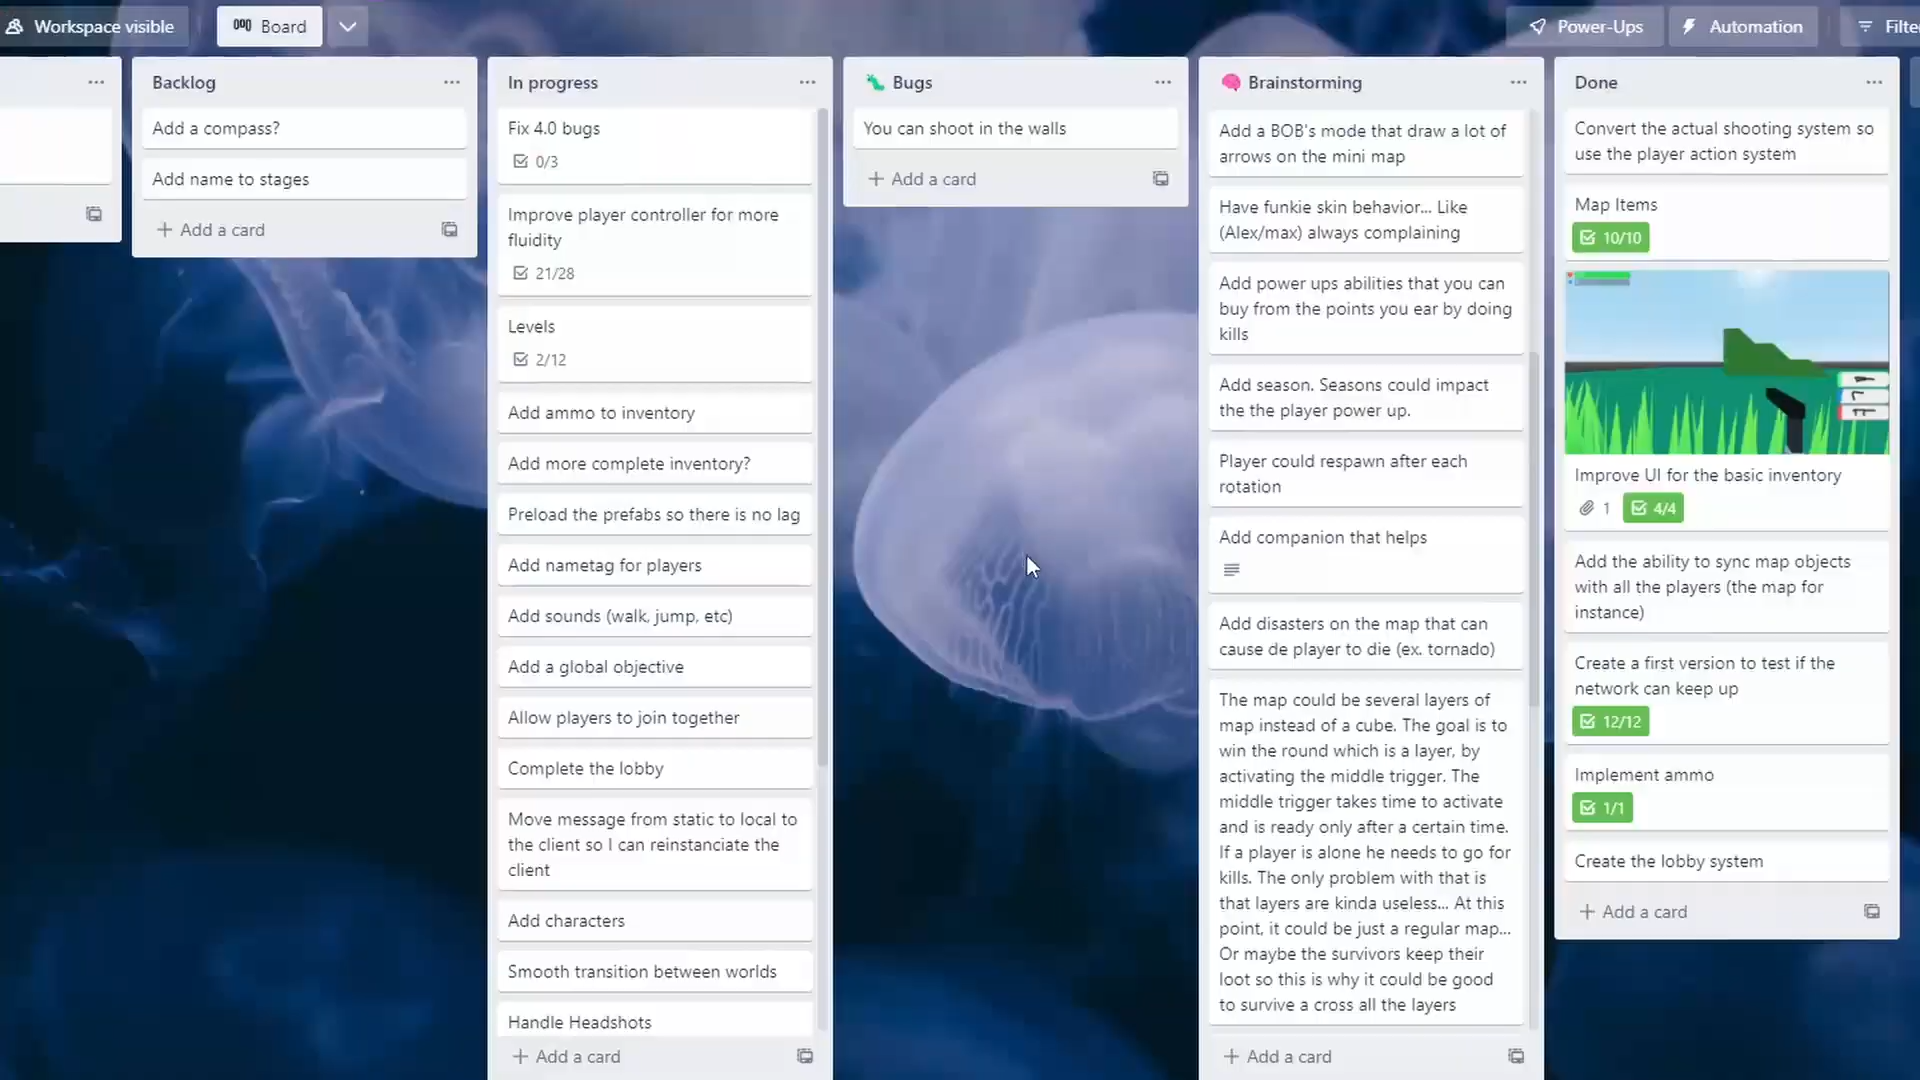 Workspace visible
Board
Power-Ups
Automation
Backlog
Add a compass?
Add name to stages
Add a card
In progress
Fix 4.0 bugs
0/3
Improve player controller for more
fluidity
21/28
Levels
2/12
Add ammo to inventory
Add more complete inventory?
Preload the prefabs so there is no lag
Add nametag for players
Add sounds (walk, jump, etc)
Add a global objective
Allow players to join together
Complete the lobby
Move message from static to local to
the client so I can reinstanciate the
client
Add characters
Smooth transition between worlds
Handle Headshots
Add a card
Bugs
You can shoot in the walls
Add a card
Brainstorming
Add a BOB's mode that draw a lot of
arrows on the mini map
Have funkie skin behavior... Like
(Alex/max) always complaining
Add power ups abilities that you can
buy from the points you ear by doing
kills
Add season. Seasons could impact
the the player power up.
Player could respawn after each
rotation
Add companion that helps
Add disasters on the map that can
cause de player to die (ex. tornado)
The map could be several layers of
map instead of a cube. The goal is to
win the round which is a layer, by
activating the middle trigger. The
middle trigger takes time to activate
and is ready only after a certain time.
If a player is alone he needs to go for
kills. The only problem with that is
that layers are kinda useless... At this
point, it could be just a regular map...
Or maybe the survivors keep their
loot so this is why it could be good
to survive a cross all the layers
Add a card
Done
Convert the actual shooting system so
use the player action system
Map Items
10/10
Improve UI for the basic inventory
1 4/4
Add the ability to sync map objects
with all the players (the map for
instance)
Create a first version to test if the
network can keep up
12/12
Implement ammo
1/1
Create the lobby system
Add a card